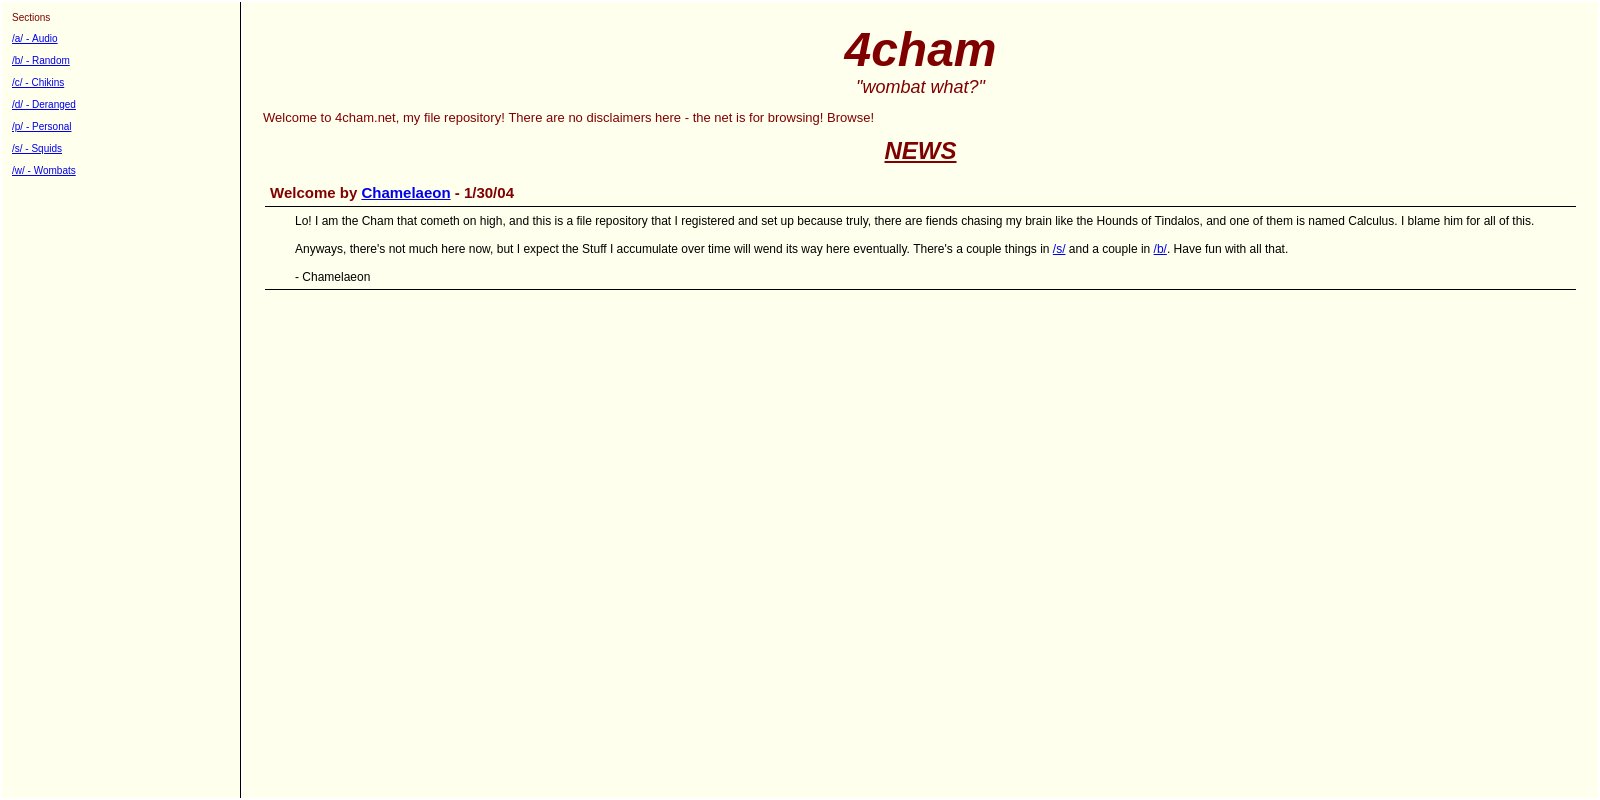 Sections
/a/ - Audio
/b/ - Random
/c/ - Chikins
/d/ - Deranged
/p/ - Personal
/s/ - Squids
/w/ - Wombats
4cham
"wombat what?"
Welcome to 4cham.net, my file repository! There are no disclaimers here - the net is for browsing! Browse!
NEWS
Welcome by Chamelaeon - 1/30/04
Lo! I am the Cham that cometh on high, and this is a file repository that I registered and set up because truly, there are fiends chasing my brain like the Hounds of Tindalos, and one of them is named Calculus. I blame him for all of this.
Anyways, there's not much here now, but I expect the Stuff I accumulate over time will wend its way here eventually. There's a couple things in /s/ and a couple in /b/. Have fun with all that.
- Chamelaeon